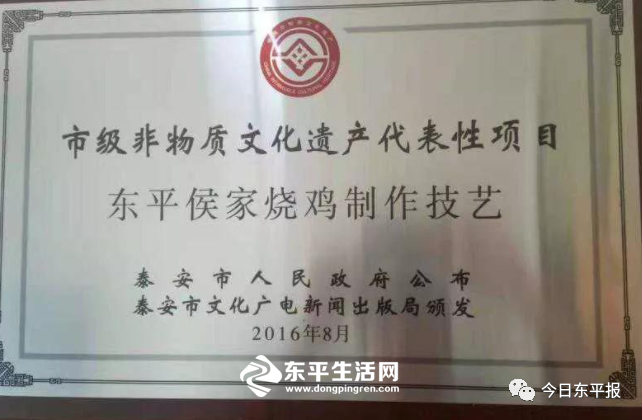 市级非物质文化遗产代表性项目
东平侯家烧鸡制作技艺
泰安市人民政府公布
泰安市文化广电新闻出版局颁发
2016年8月
东平生活网
www.dongpingren.com
今日东平报